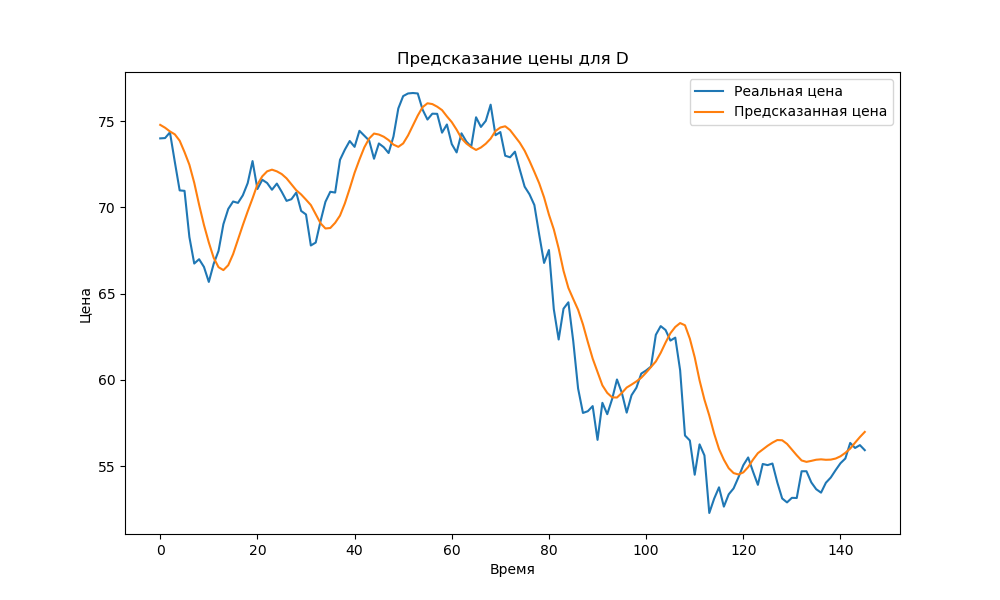 Предсказание цены для D
Реальная цена
Предсказанная цена
Цена
75
70
65
60
55
0 20 40 60 80 100 120 140
Время